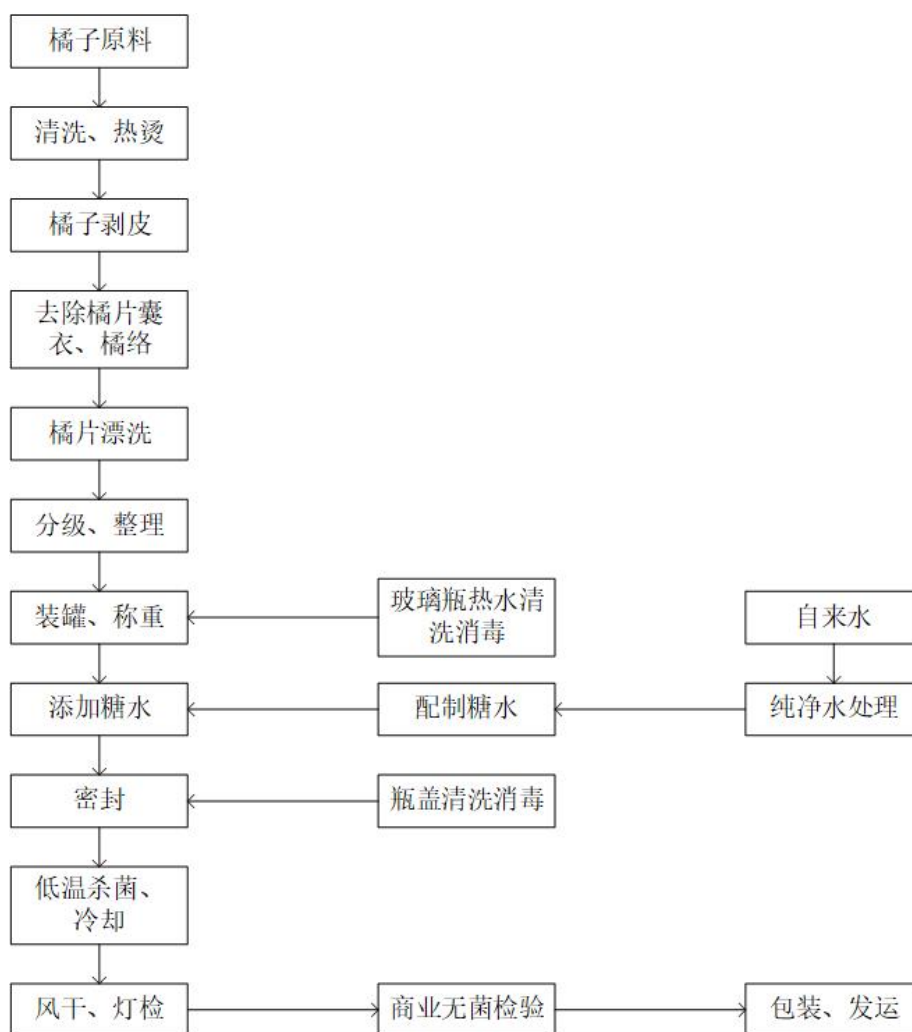 橘子原料
清洗、热烫
橘子剥皮
去除橘片囊
衣、橘络
橘片漂洗
分级、整理
装罐、称重
玻璃瓶热水清
洗消毒
自来水
添加糖水
配制糖水
纯净水处理
密封
瓶盖清洗消毒
低温杀菌、
冷却
风干、灯检
商业无菌检验
包装、发运